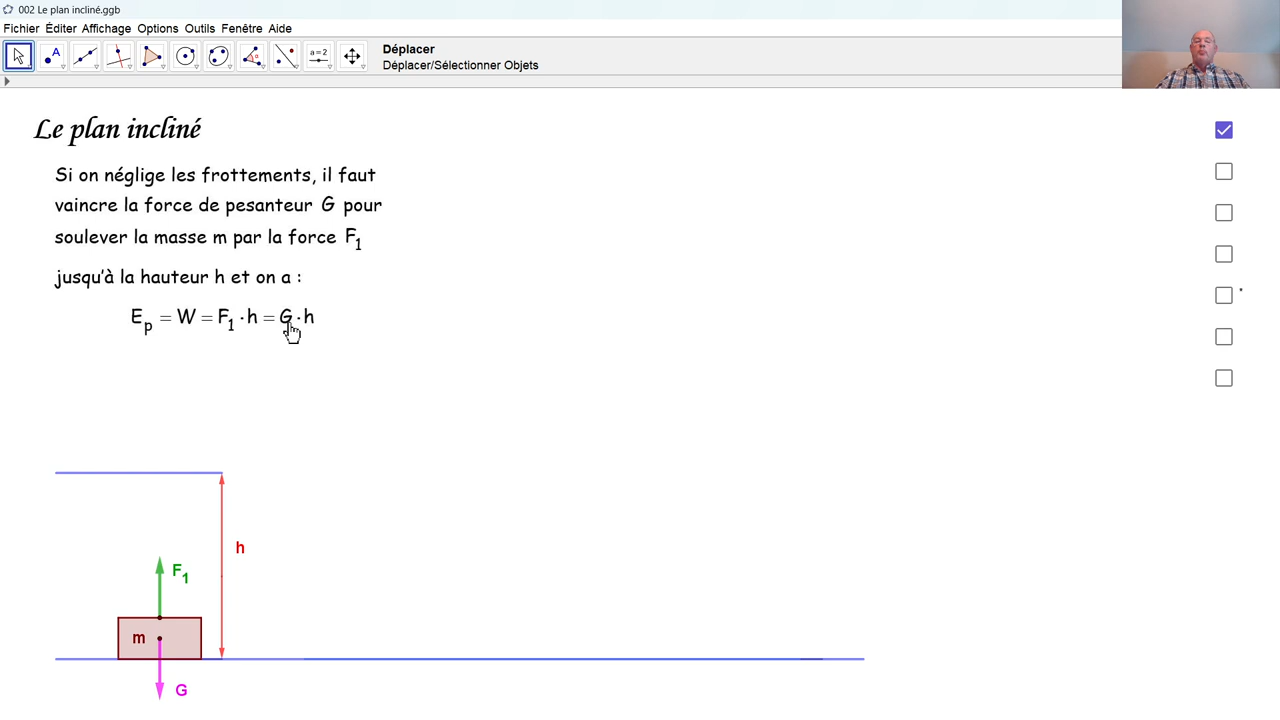 002 Le plan incliné.ggb
Fichier Éditer Affichage Options Outils Fenêtre Aide
A
a=2
Déplacer
Déplacer/Sélectionner Objets
Le plan incliné
Si on néglige les frottements, il faut
vaincre la force de pesanteur G pour
soulever la masse m par la force F₁
jusqu'à la hauteur h et on a :
Eₚ = W = F₁ · h = G · h
h
F₁
m
G